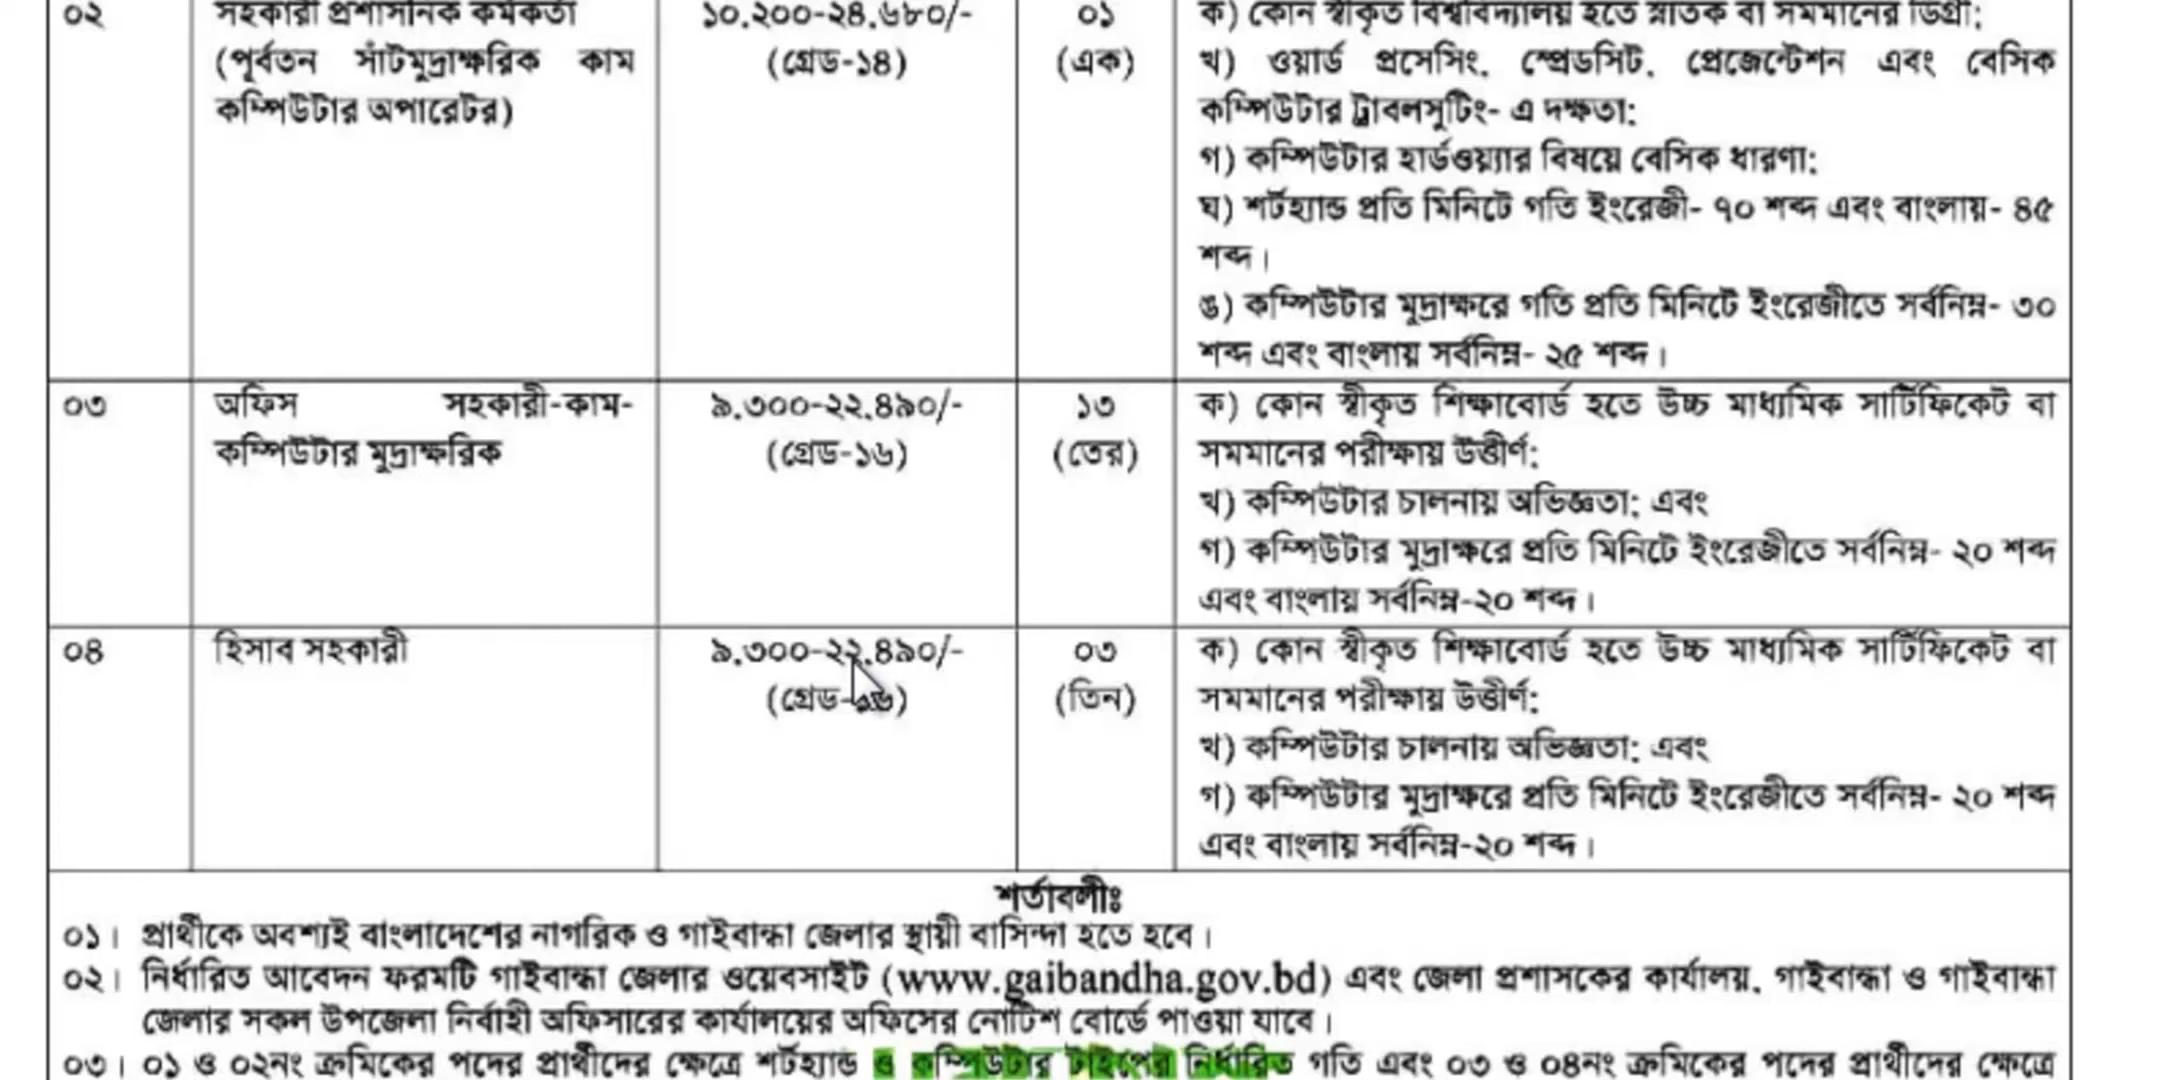 ০২ সহকারী প্রশাসনিক কর্মকর্তা ১০,২০০-২৪,৬৮০/- ০১ ক) কোন স্বীকৃত বিশ্ববিদ্যালয় হতে স্নাতক বা সমমানের ডিগ্রী;
(পূর্বতন সাঁটমুদ্রাক্ষরিক কাম (গ্রেড-১৪) (এক) খ) ওয়ার্ড প্রসেসিং, স্প্রেডসিট, প্রেজেন্টেশন এবং বেসিক
কম্পিউটার অপারেটর) কম্পিউটার ট্রাবলসুটিং- এ দক্ষতা;
গ) কম্পিউটার হার্ডওয়্যার বিষয়ে বেসিক ধারণা;
ঘ) শর্টহ্যান্ড প্রতি মিনিটে গতি ইংরেজী- ৭০ শব্দ এবং বাংলায়- ৪৫
শব্দ।
ঙ) কম্পিউটার মুদ্রাক্ষরে গতি প্রতি মিনিটে ইংরেজীতে সর্বনিম্ন- ৩০
শব্দ এবং বাংলায় সর্বনিম্ন- ২৫ শব্দ।
০৩ অফিস সহকারী-কাম- ৯,৩০০-২২,৪৯০/- ১৩ ক) কোন স্বীকৃত শিক্ষাবোর্ড হতে উচ্চ মাধ্যমিক সার্টিফিকেট বা
কম্পিউটার মুদ্রাক্ষরিক (গ্রেড-১৬) (তের) সমমানের পরীক্ষায় উত্তীর্ণ;
খ) কম্পিউটার চালনায় অভিজ্ঞতা; এবং
গ) কম্পিউটার মুদ্রাক্ষরে প্রতি মিনিটে ইংরেজীতে সর্বনিম্ন- ২০ শব্দ
এবং বাংলায় সর্বনিম্ন-২০ শব্দ।
০৪ হিসাব সহকারী ৯,৩০০-২২,৪৯০/- ০৩ ক) কোন স্বীকৃত শিক্ষাবোর্ড হতে উচ্চ মাধ্যমিক সার্টিফিকেট বা
(গ্রেড-১৬) (তিন) সমমানের পরীক্ষায় উত্তীর্ণ;
খ) কম্পিউটার চালনায় অভিজ্ঞতা; এবং
গ) কম্পিউটার মুদ্রাক্ষরে প্রতি মিনিটে ইংরেজীতে সর্বনিম্ন- ২০ শব্দ
এবং বাংলায় সর্বনিম্ন-২০ শব্দ।
শর্তাবলীঃ
০১। প্রার্থীকে অবশ্যই বাংলাদেশের নাগরিক ও গাইবান্ধা জেলার স্থায়ী বাসিন্দা হতে হবে।
০২। নির্ধারিত আবেদন ফরমটি গাইবান্ধা জেলার ওয়েবসাইট (www.gaibandha.gov.bd) এবং জেলা প্রশাসকের কার্যালয়, গাইবান্ধা ও গাইবান্ধা
জেলার সকল উপজেলা নির্বাহী অফিসারের কার্যালয়ের অফিসের নোটিশ বোর্ডে পাওয়া যাবে।
০৩। ০১ ও ০২নং ক্রমিকের পদের প্রার্থীদের ক্ষেত্রে শর্টহ্যান্ড ও কম্পিউটার টাইপের নির্ধারিত গতি এবং ০৩ ও ০৪নং ক্রমিকের পদের প্রার্থীদের ক্ষেত্রে